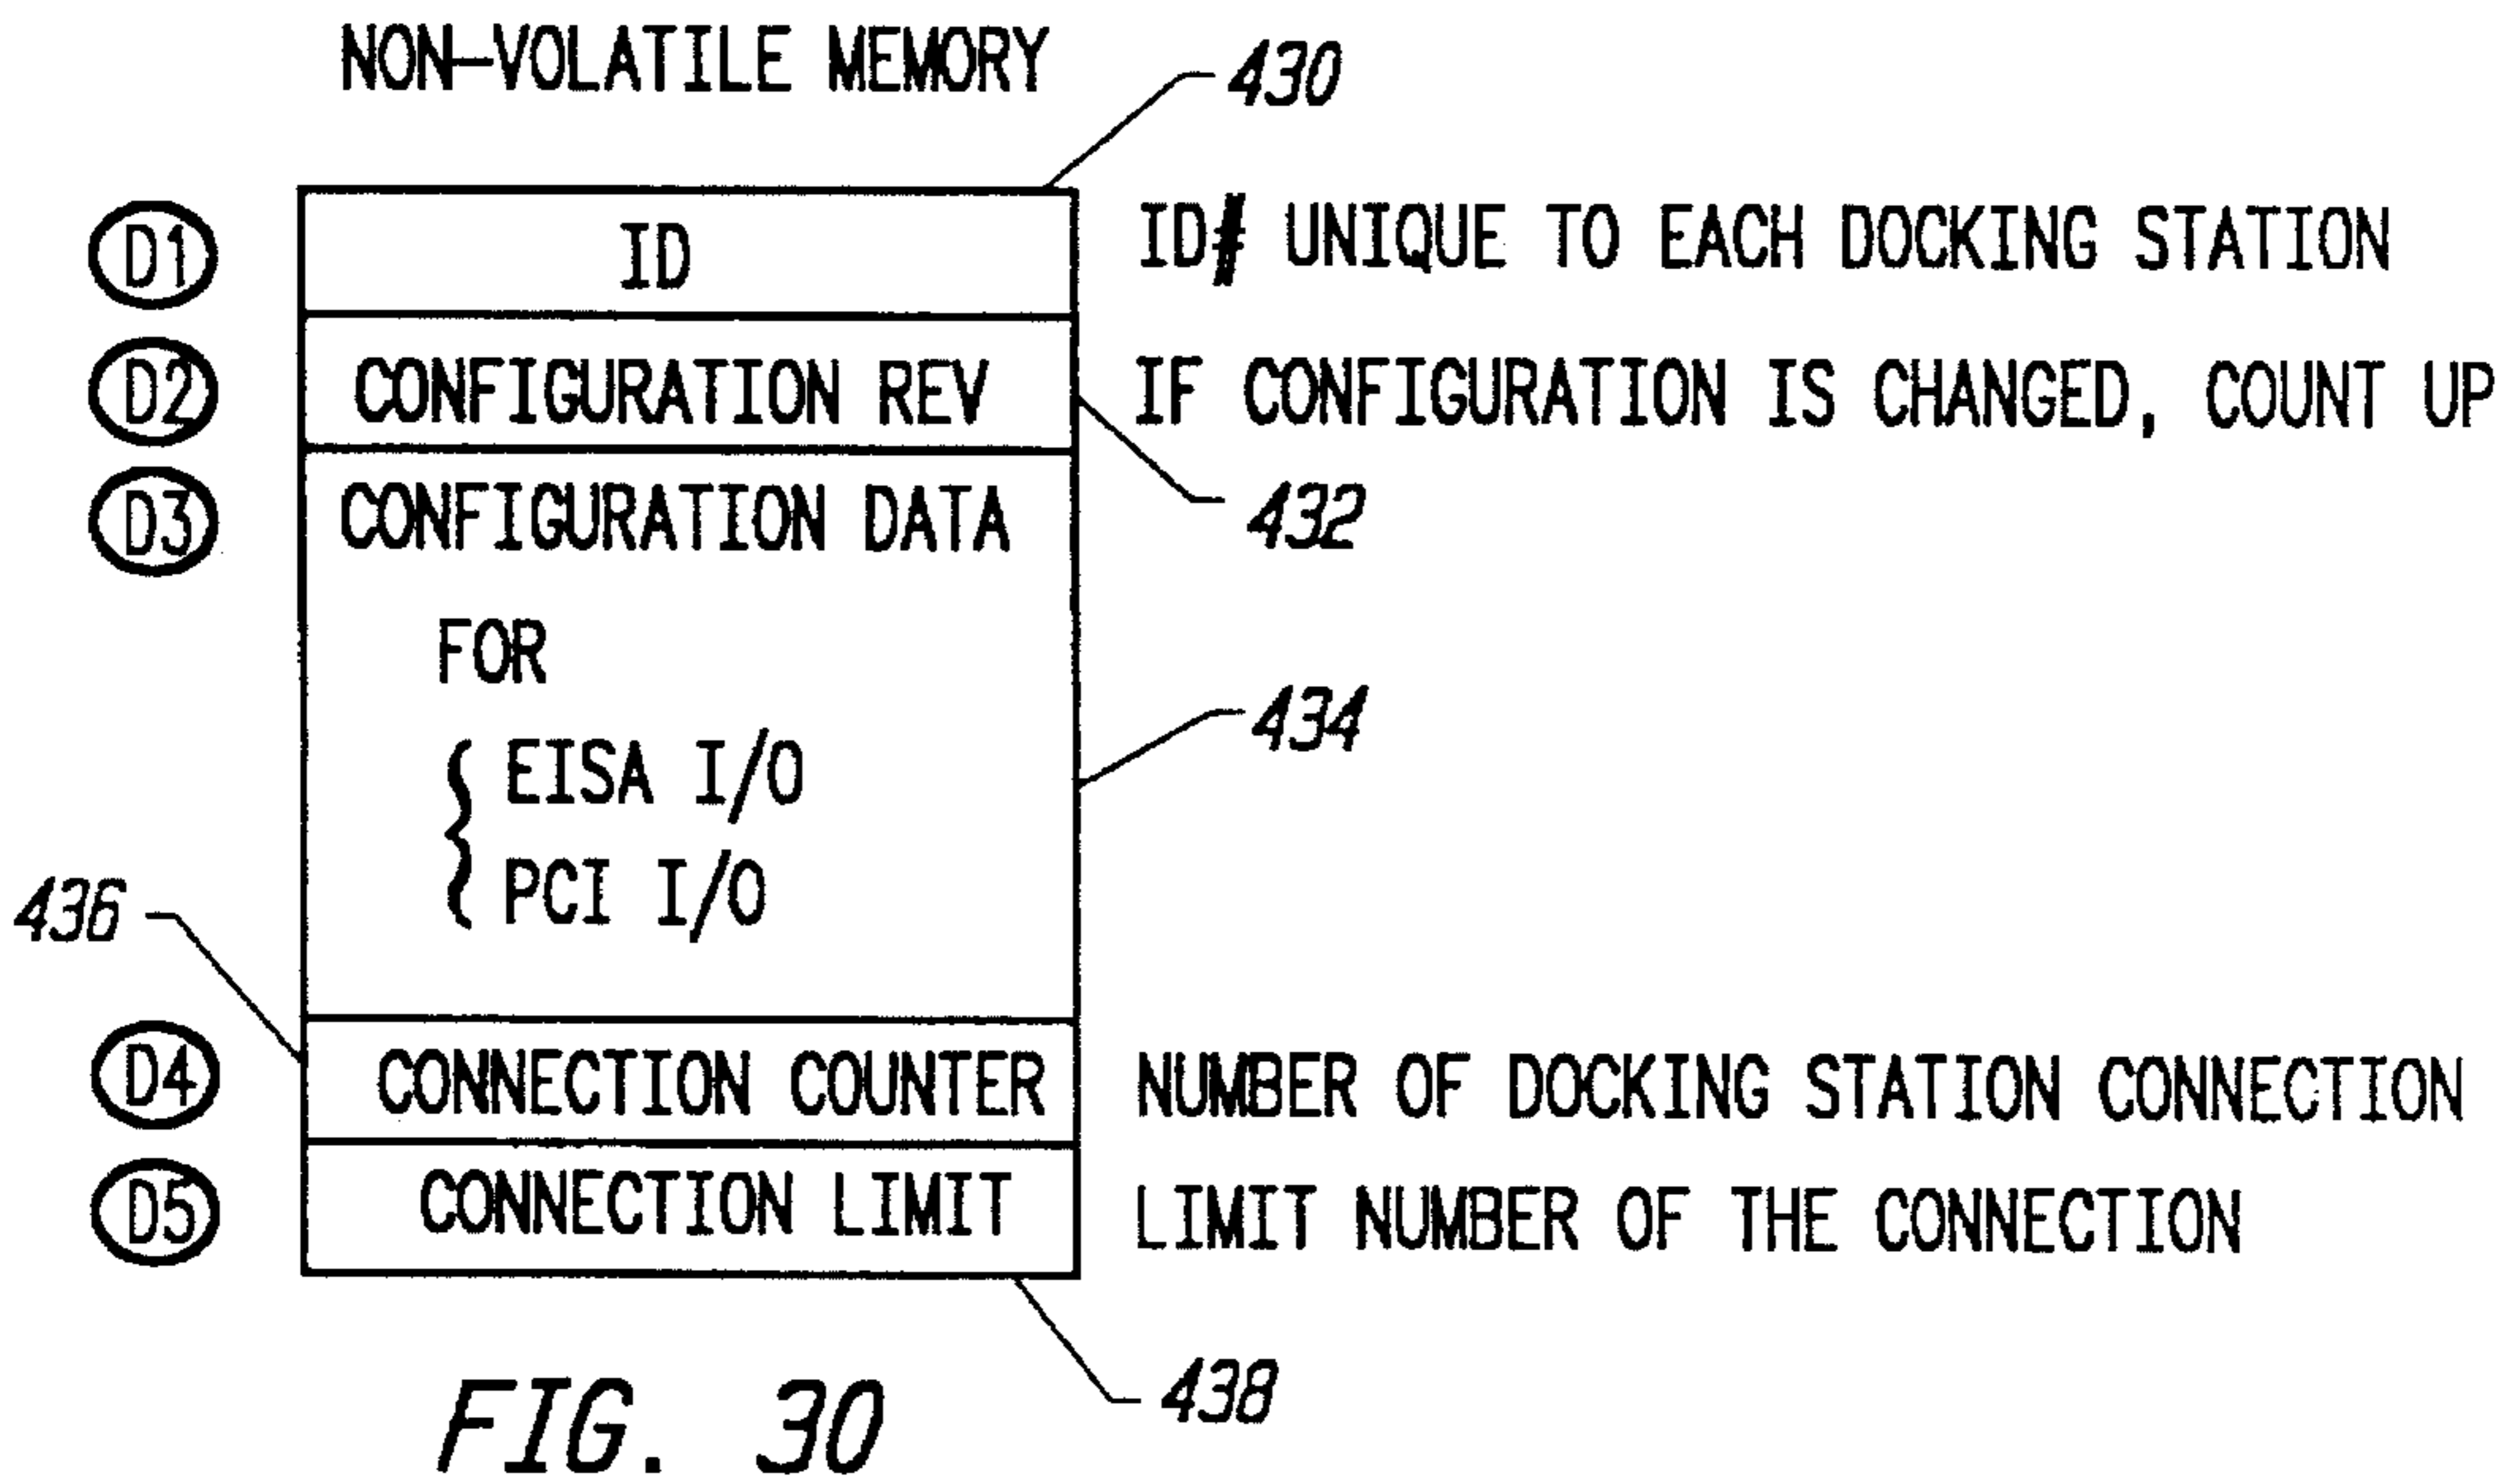 NON-VOLATILE MEMORY
430
D1 ID ID# UNIQUE TO EACH DOCKING STATION
D2 CONFIGURATION REV IF CONFIGURATION IS CHANGED, COUNT UP
D3 CONFIGURATION DATA
432
FOR
434
EISA I/O
PCI I/O
436
D4 CONNECTION COUNTER NUMBER OF DOCKING STATION CONNECTION
D5 CONNECTION LIMIT LIMIT NUMBER OF THE CONNECTION
438
FIG. 30